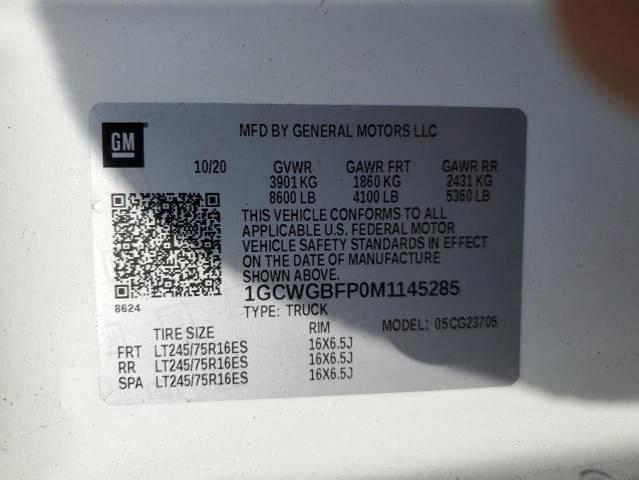 GM
MFD BY GENERAL MOTORS LLC
10/20 GVWR GAWR FRT GAWR RR
3901 KG 1860 KG 2431 KG
8600 LB 4100 LB 5360 LB
THIS VEHICLE CONFORMS TO ALL
APPLICABLE U.S. FEDERAL MOTOR
VEHICLE SAFETY STANDARDS IN EFFECT
ON THE DATE OF MANUFACTURE
SHOWN ABOVE.
8624
1GCWGBFP0M1145285
TYPE: TRUCK MODEL: 05CG23705
TIRE SIZE RIM
FRT LT245/75R16ES 16X6.5J
RR LT245/75R16ES 16X6.5J
SPA LT245/75R16ES 16X6.5J